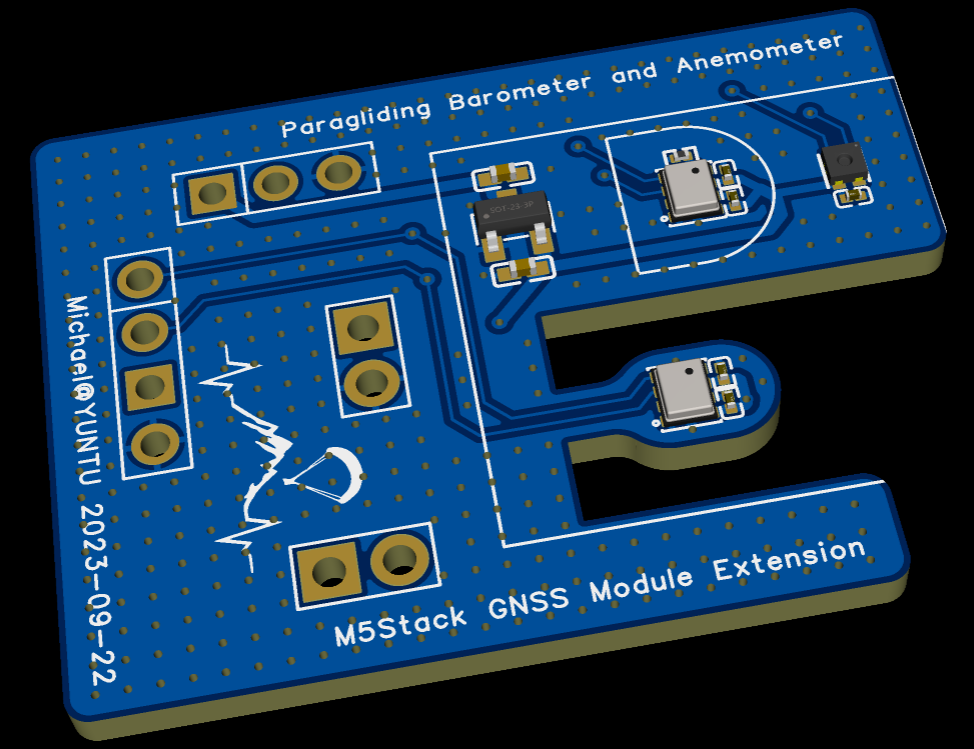 Paragliding Barometer and Anemometer
SOT-23-3P
Michael@YUNTU 2023-09-22
M5Stack GNSS Module Extension